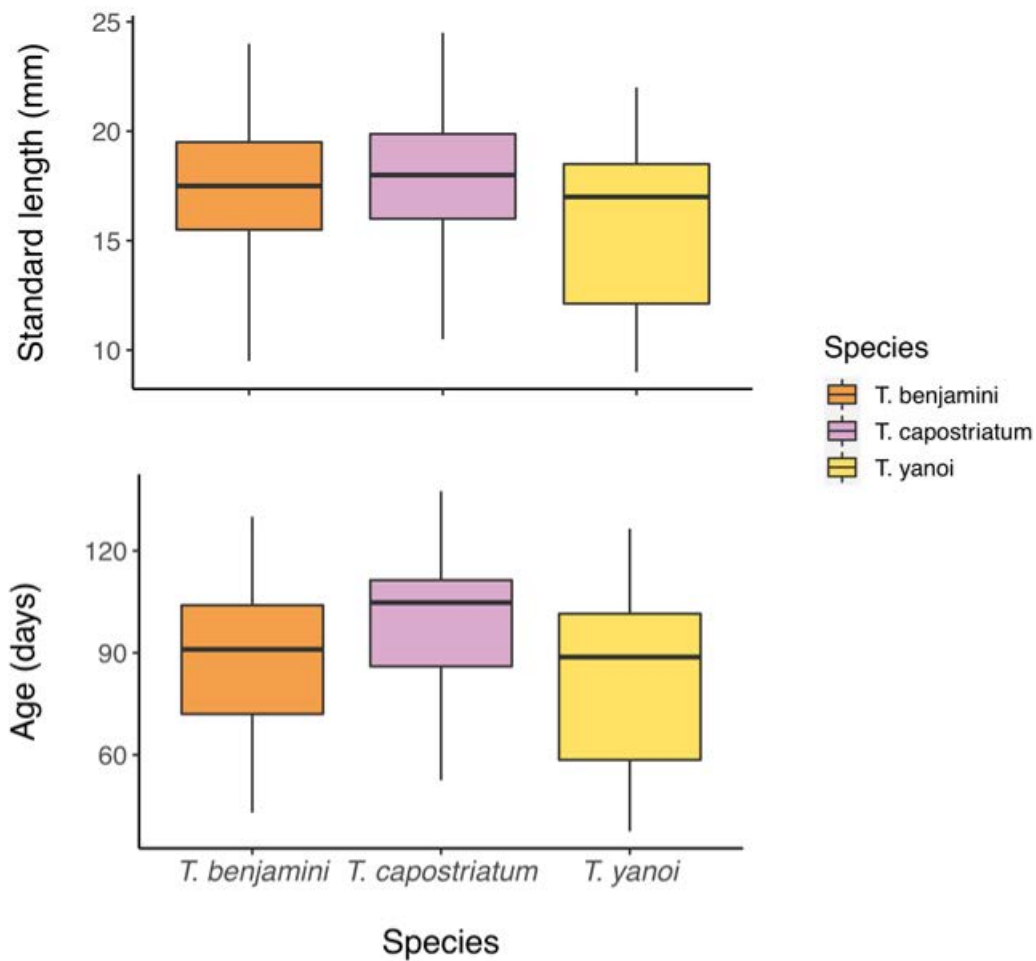 Standard length (mm)
25
20
15
10
Species
T. benjamini
T. capostriatum
T. yanoi
Age (days)
120
90
60
T. benjamini T. capostriatum T. yanoi
Species